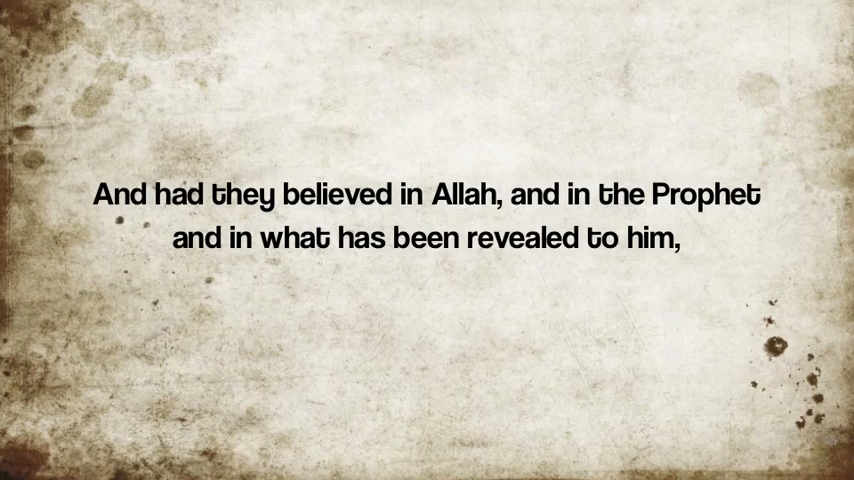 And had they believed in Allah, and in the Prophet
and in what has been revealed to him,